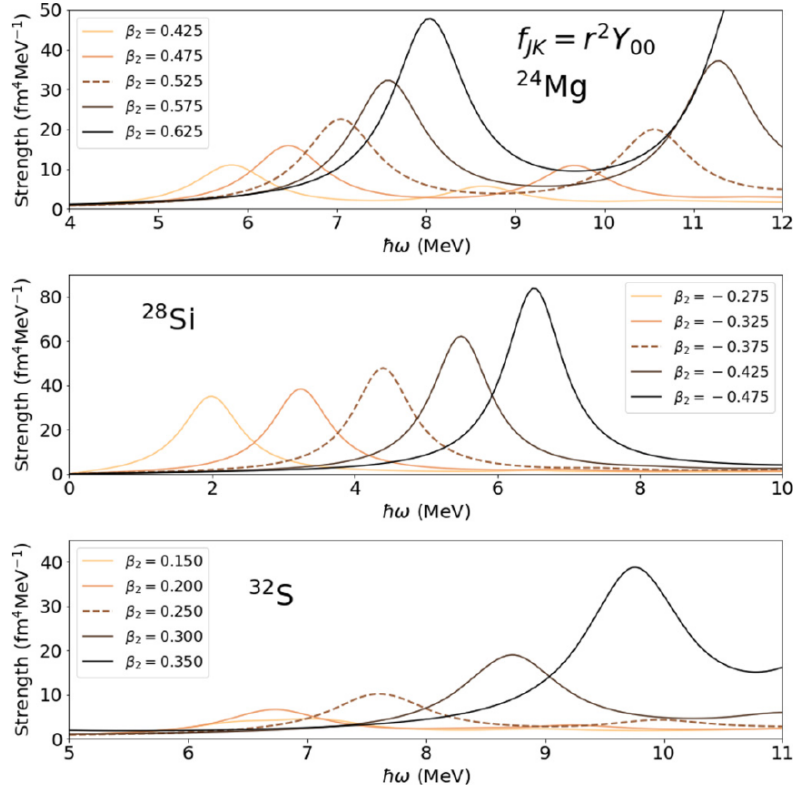 50
40
30
20
10
0
Strength (fm⁴MeV⁻¹)
β₂ = 0.425
β₂ = 0.475
β₂ = 0.525
β₂ = 0.575
β₂ = 0.625
f_JK = r²Y₀₀
²⁴Mg
4 5 6 7 8 9 10 11 12
ħω (MeV)
80
60
40
20
0
Strength (fm⁴MeV⁻¹)
²⁸Si
β₂ = − 0.275
β₂ = − 0.325
β₂ = − 0.375
β₂ = − 0.425
β₂ = − 0.475
0 2 4 6 8 10
ħω (MeV)
40
30
20
10
0
Strength (fm⁴MeV⁻¹)
β₂ = 0.150
β₂ = 0.200
β₂ = 0.250
β₂ = 0.300
β₂ = 0.350
³²S
5 6 7 8 9 10 11
ħω (MeV)